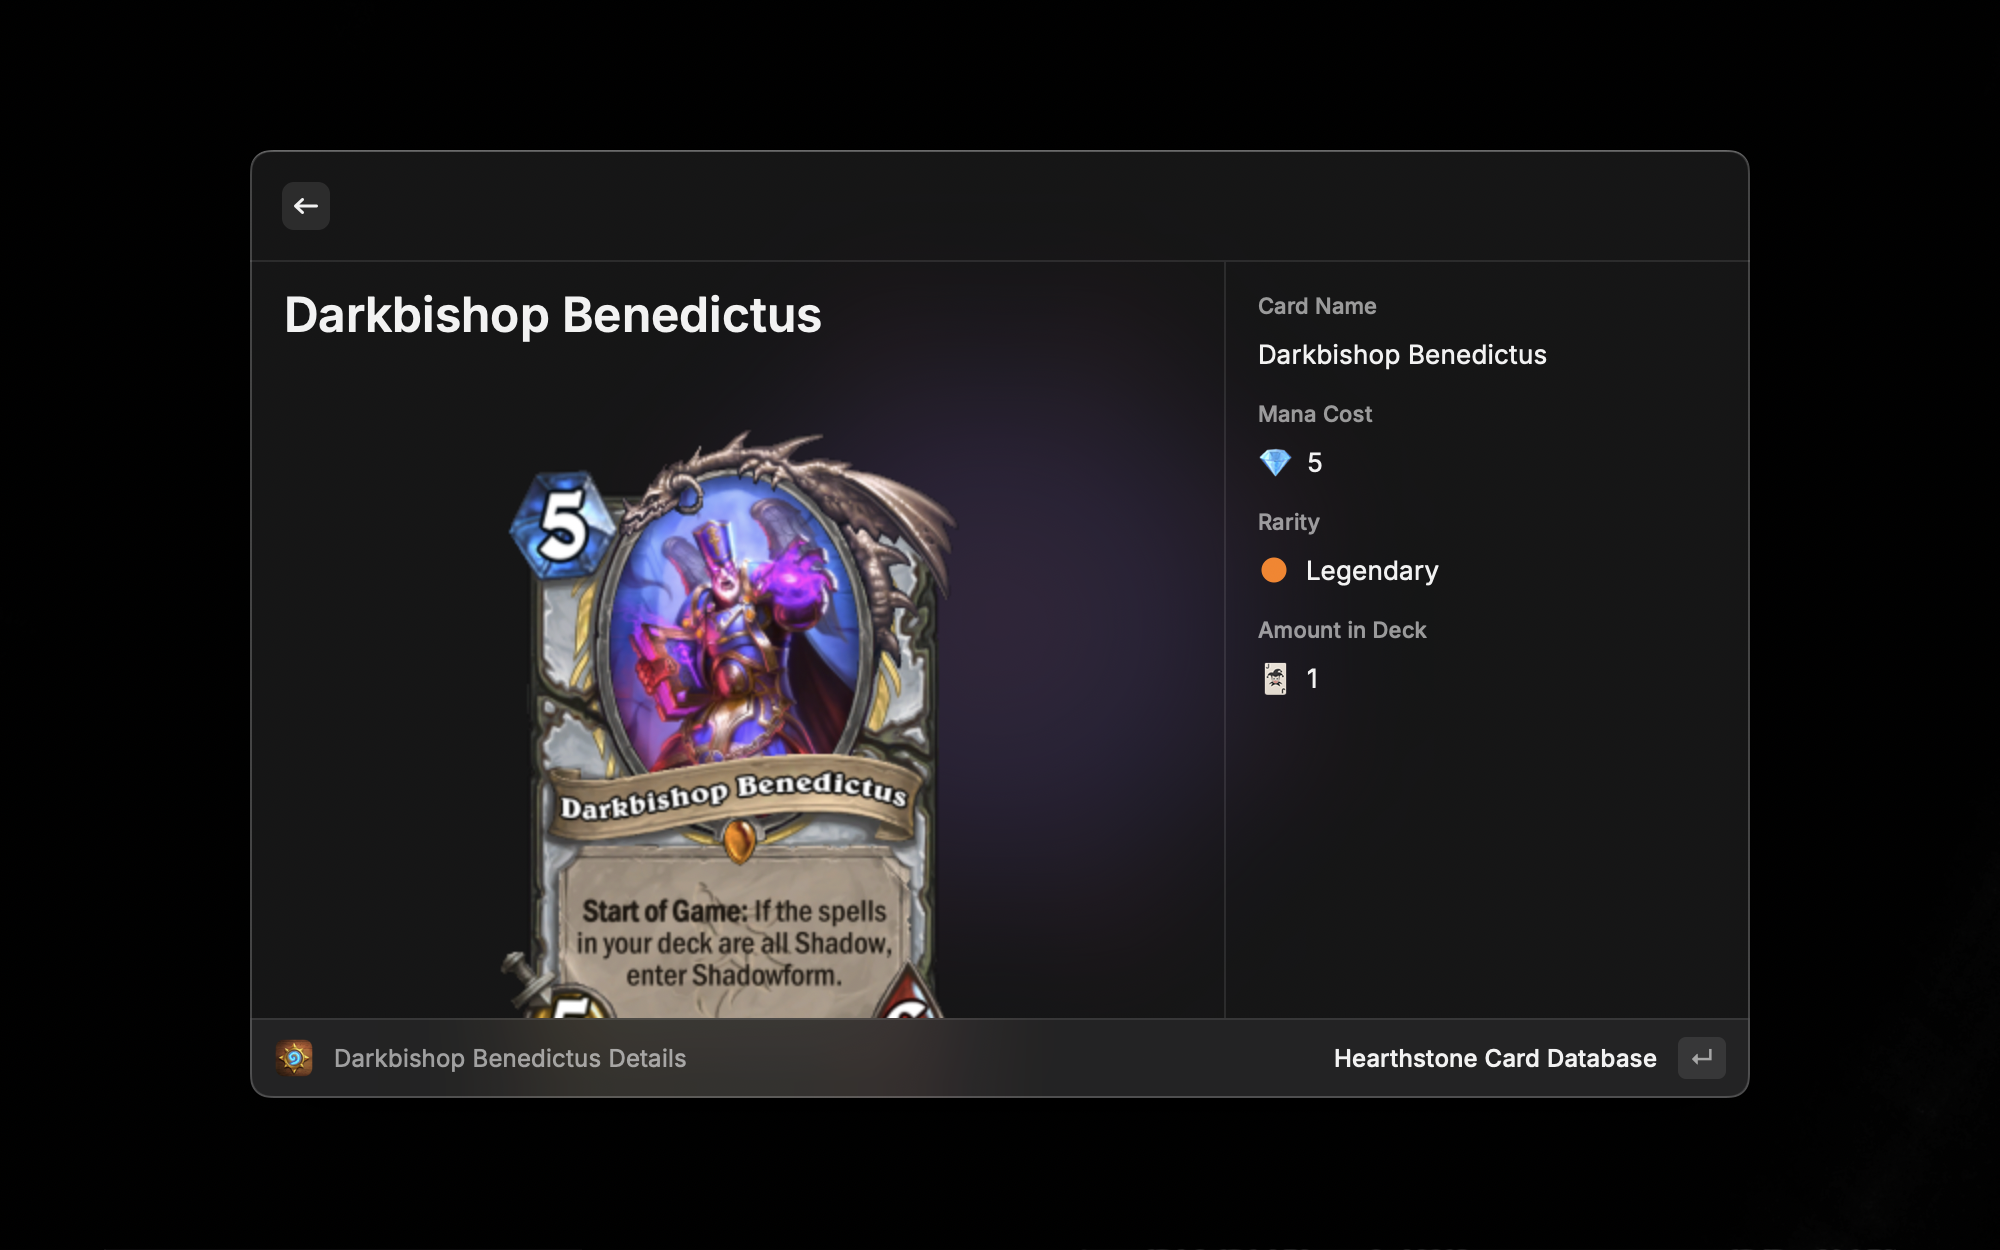 Darkbishop Benedictus
5
Darkbishop Benedictus
Start of Game: If the spells
in your deck are all Shadow,
enter Shadowform.
Card Name
Darkbishop Benedictus
Mana Cost
5
Rarity
Legendary
Amount in Deck
1
Darkbishop Benedictus Details
Hearthstone Card Database